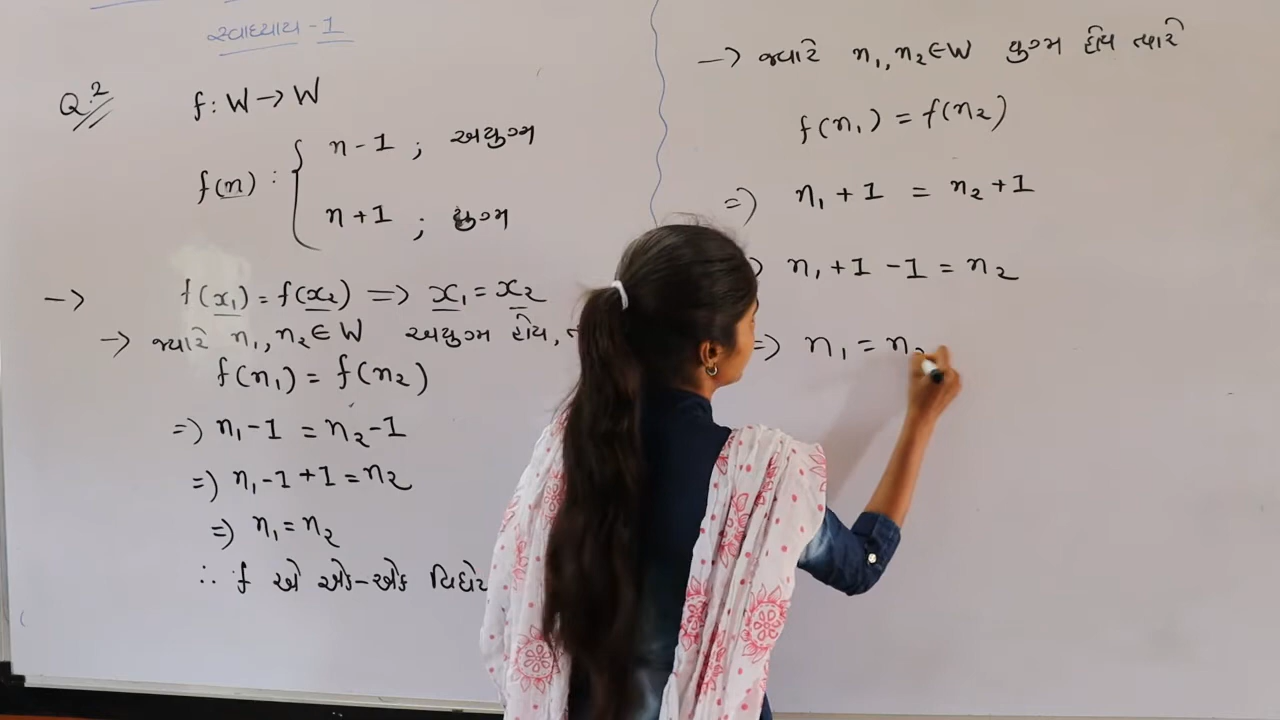 સ્વાધ્યાય - 1
Q.2 f : W → W
f(n) : { n - 1 ; અયુગ્મ
n + 1 ; યુગ્મ
→ f(x₁) = f(x₂) ⟹ x₁ = x₂
→ જ્યારે n₁, n₂ ∈ W અયુગ્મ હોય,
f(n₁) = f(n₂)
⇒) n₁ - 1 = n₂ - 1
⇒) n₁ - 1 + 1 = n₂
⇒) n₁ = n₂
∴ f એ એક-એક વિધેય
→ જ્યારે n₁, n₂ ∈ W યુગ્મ હોય ત્યારે
f(n₁) = f(n₂)
⇒) n₁ + 1 = n₂ + 1
⇒) n₁ + 1 - 1 = n₂
⇒) n₁ = n₂